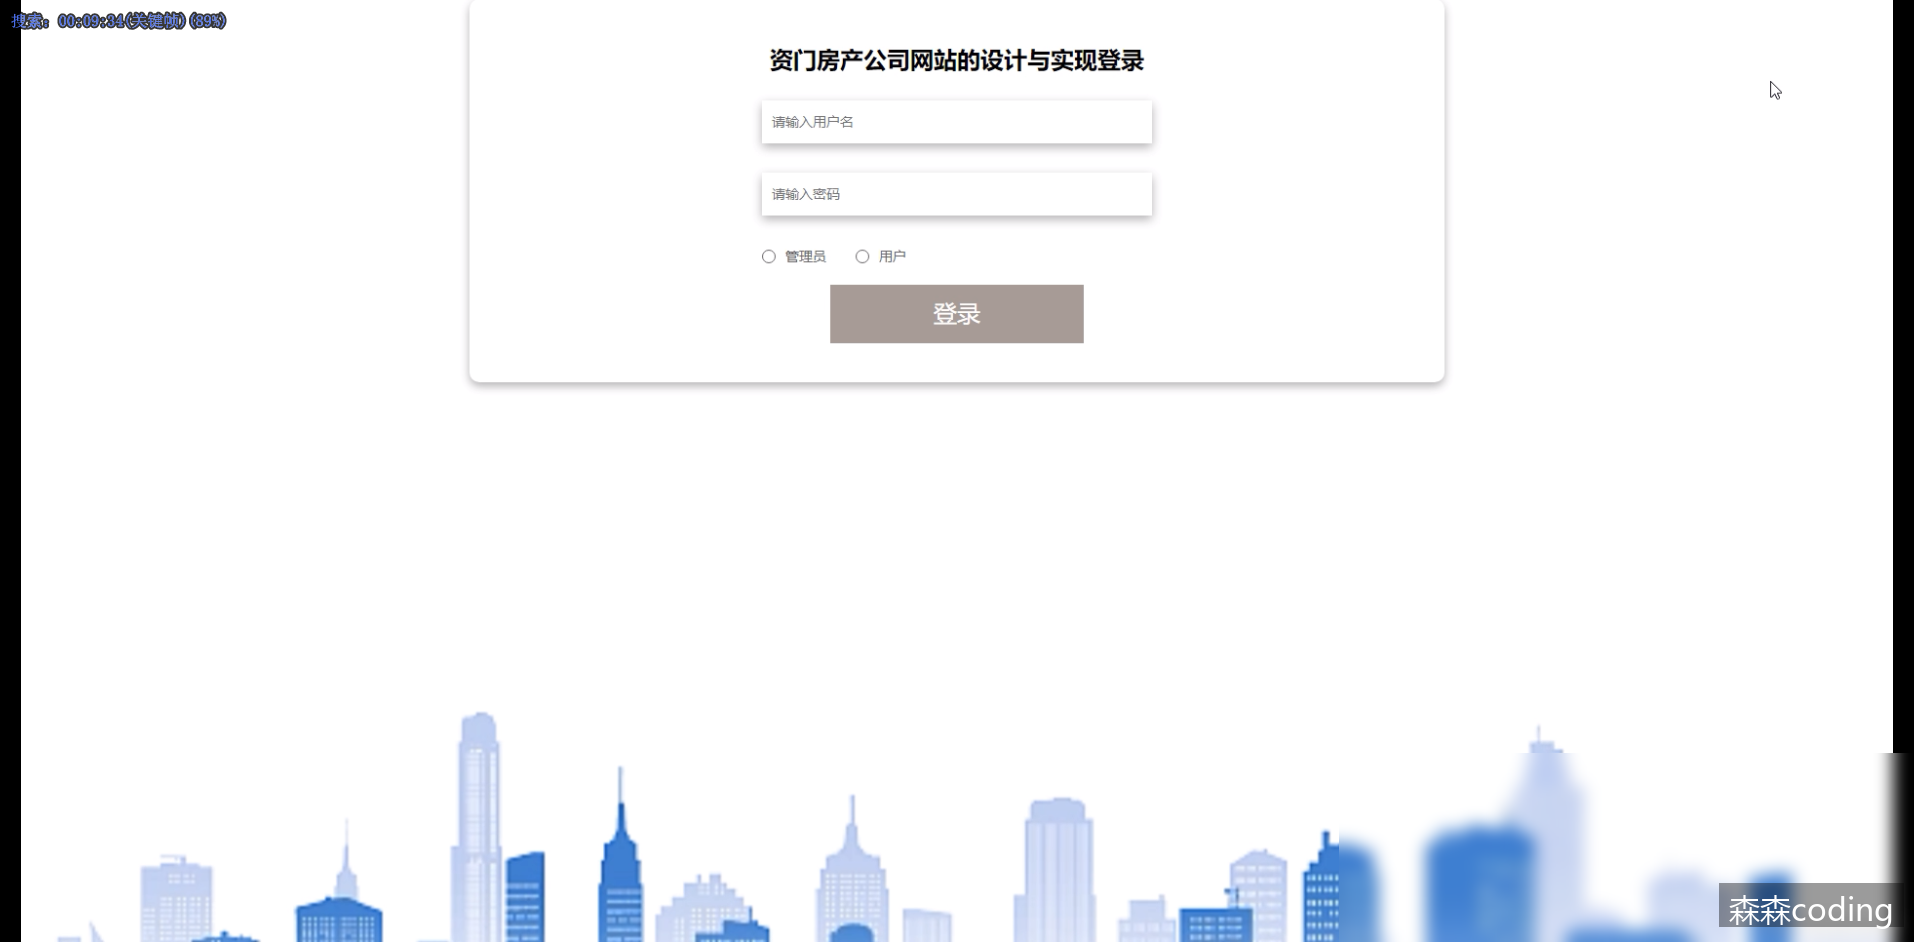 搜索: 00:09:34(关键帧)(89%)
资门房产公司网站的设计与实现登录
请输入用户名
请输入密码
管理员 用户
登录
森森coding